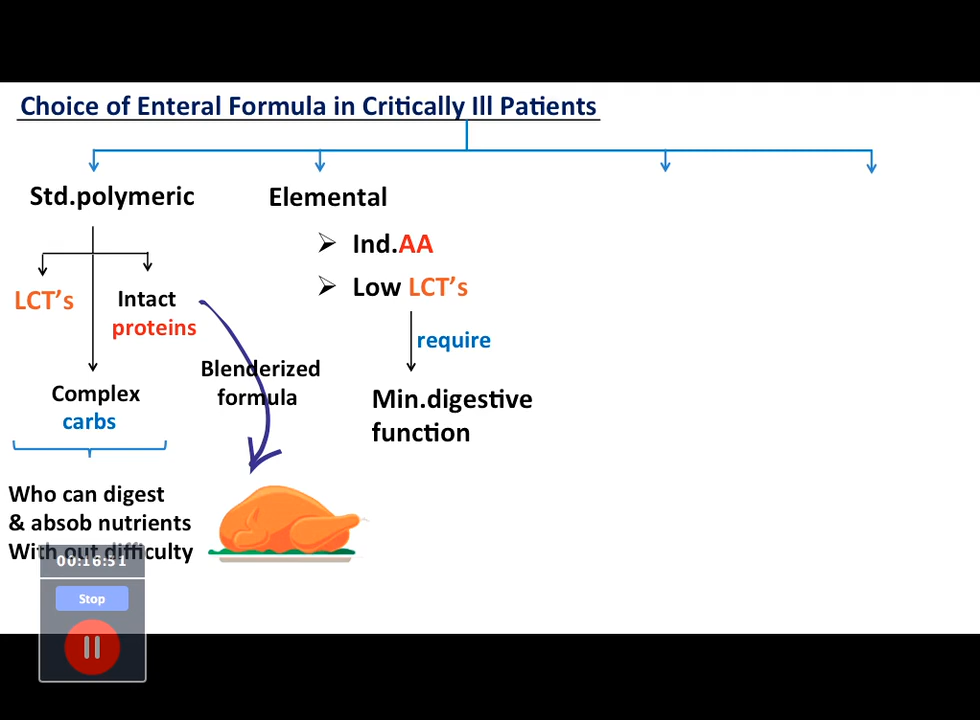 Choice of Enteral Formula in Critically Ill Patients
Std.polymeric
LCT's
Intact
proteins
Complex
carbs
Who can digest
& absob nutrients
With out difficulty
Blenderized
formula
Elemental
Ind.AA
Low LCT's
require
Min.digestive
function
00:16:51
Stop